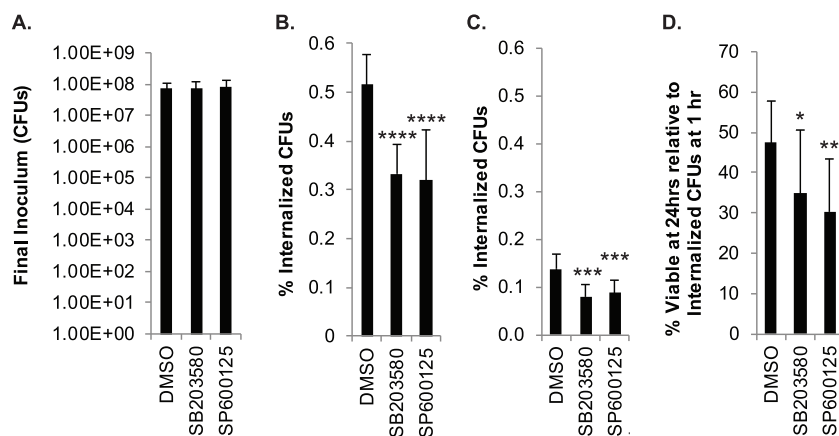 A.
Final Inoculum (CFUs)
1.00E+09
1.00E+08
1.00E+07
1.00E+06
1.00E+05
1.00E+04
1.00E+03
1.00E+02
1.00E+01
1.00E+00
DMSO
SB203580
SP600125
B.
% Internalized CFUs
0.6
0.5
0.4
0.3
0.2
0.1
0
****
****
DMSO
SB203580
SP600125
C.
% Internalized CFUs
0.6
0.5
0.4
0.3
0.2
0.1
0.0
***
***
DMSO
SB203580
SP600125
D.
% Viable at 24hrs relative to
Internalized CFUs at 1 hr
70
60
50
40
30
20
10
0
*
**
DMSO
SB203580
SP600125